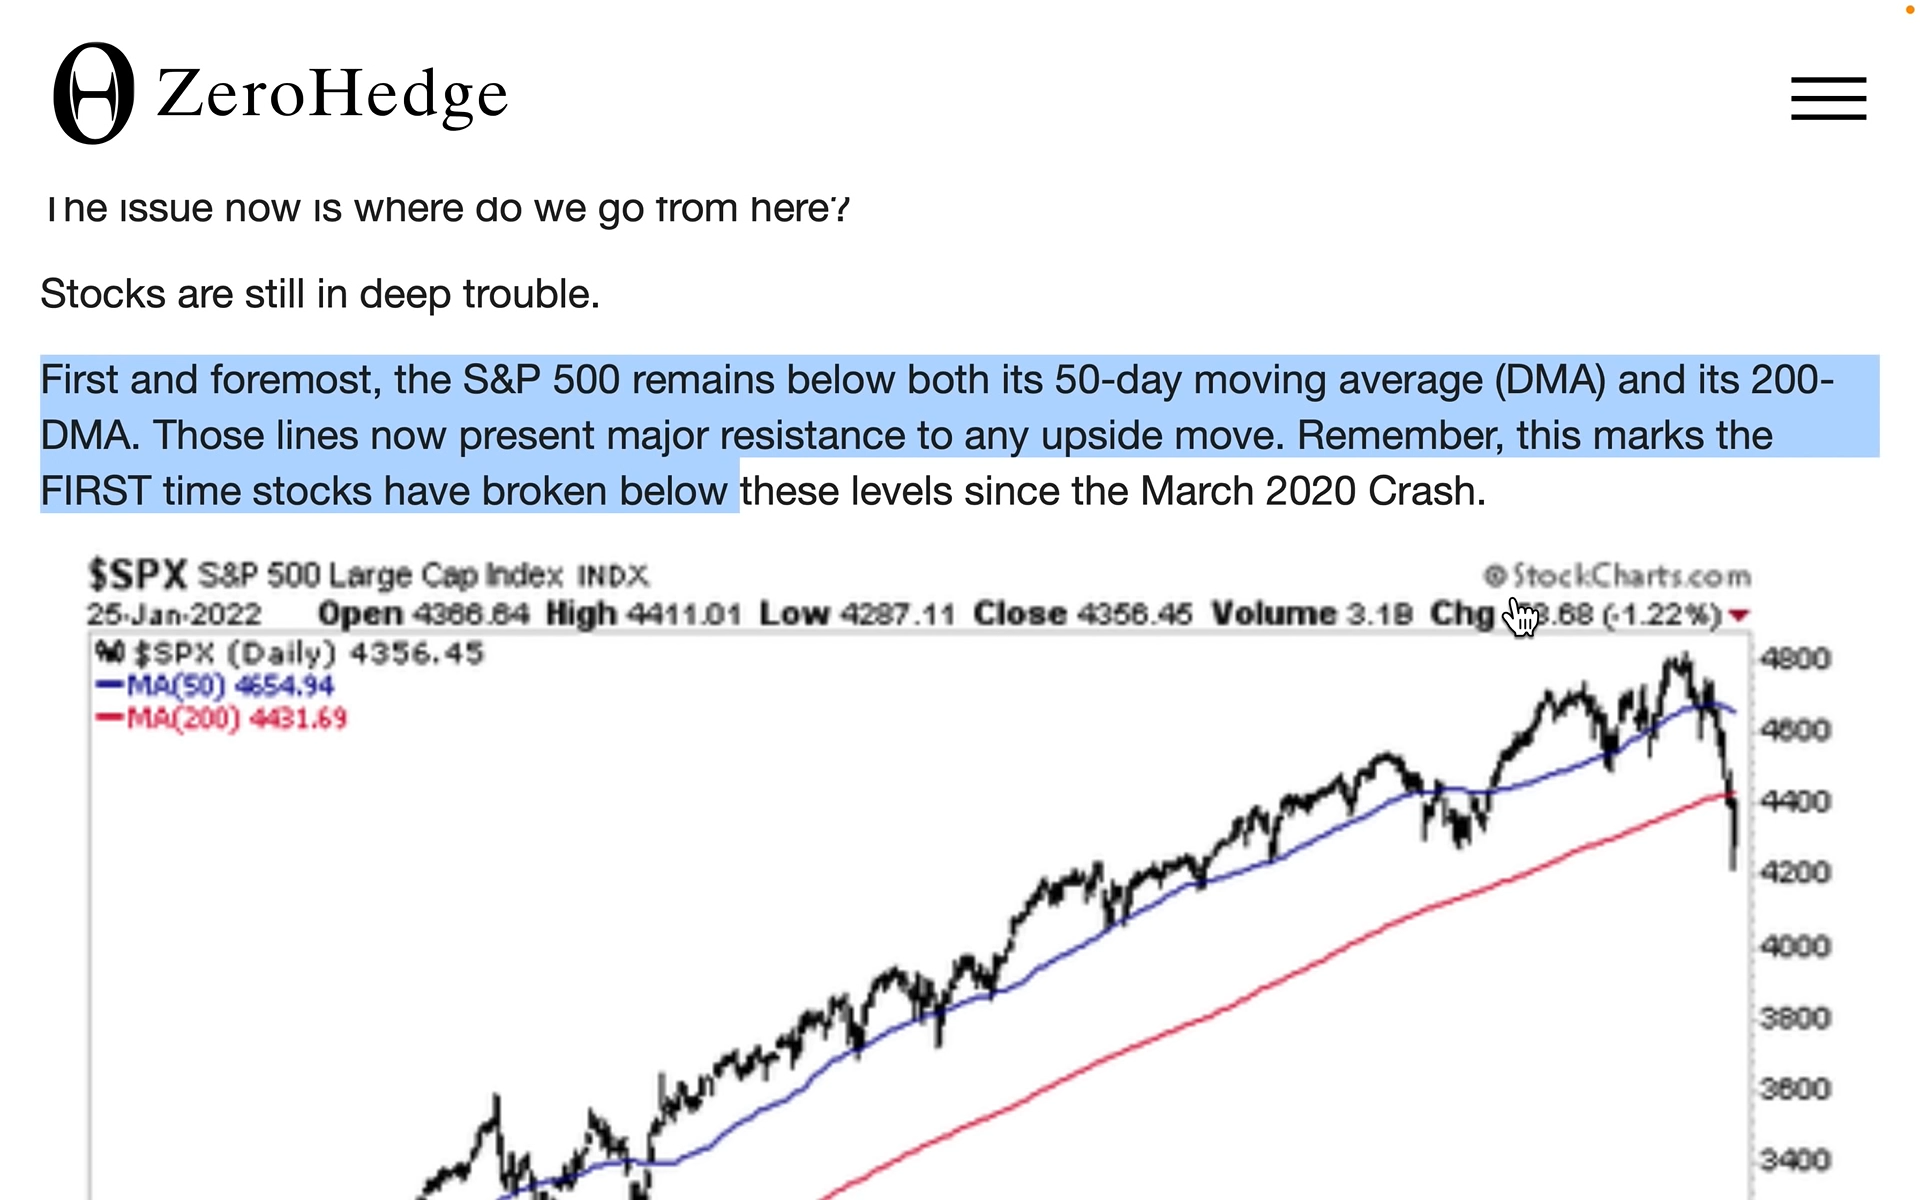 ZeroHedge
The issue now is where do we go from here?
Stocks are still in deep trouble.
First and foremost, the S&P 500 remains below both its 50-day moving average (DMA) and its 200-
DMA. Those lines now present major resistance to any upside move. Remember, this marks the
FIRST time stocks have broken below these levels since the March 2020 Crash.
$SPX S&P 500 Large Cap Index INDX © StockCharts.com
25-Jan-2022 Open 4366.64 High 4411.01 Low 4287.11 Close 4356.45 Volume 3.1B Chg (-1.22%)
$SPX (Daily) 4356.45
MA(50) 4654.94
MA(200) 4431.69
4800
4600
4400
4200
4000
3800
3600
3400